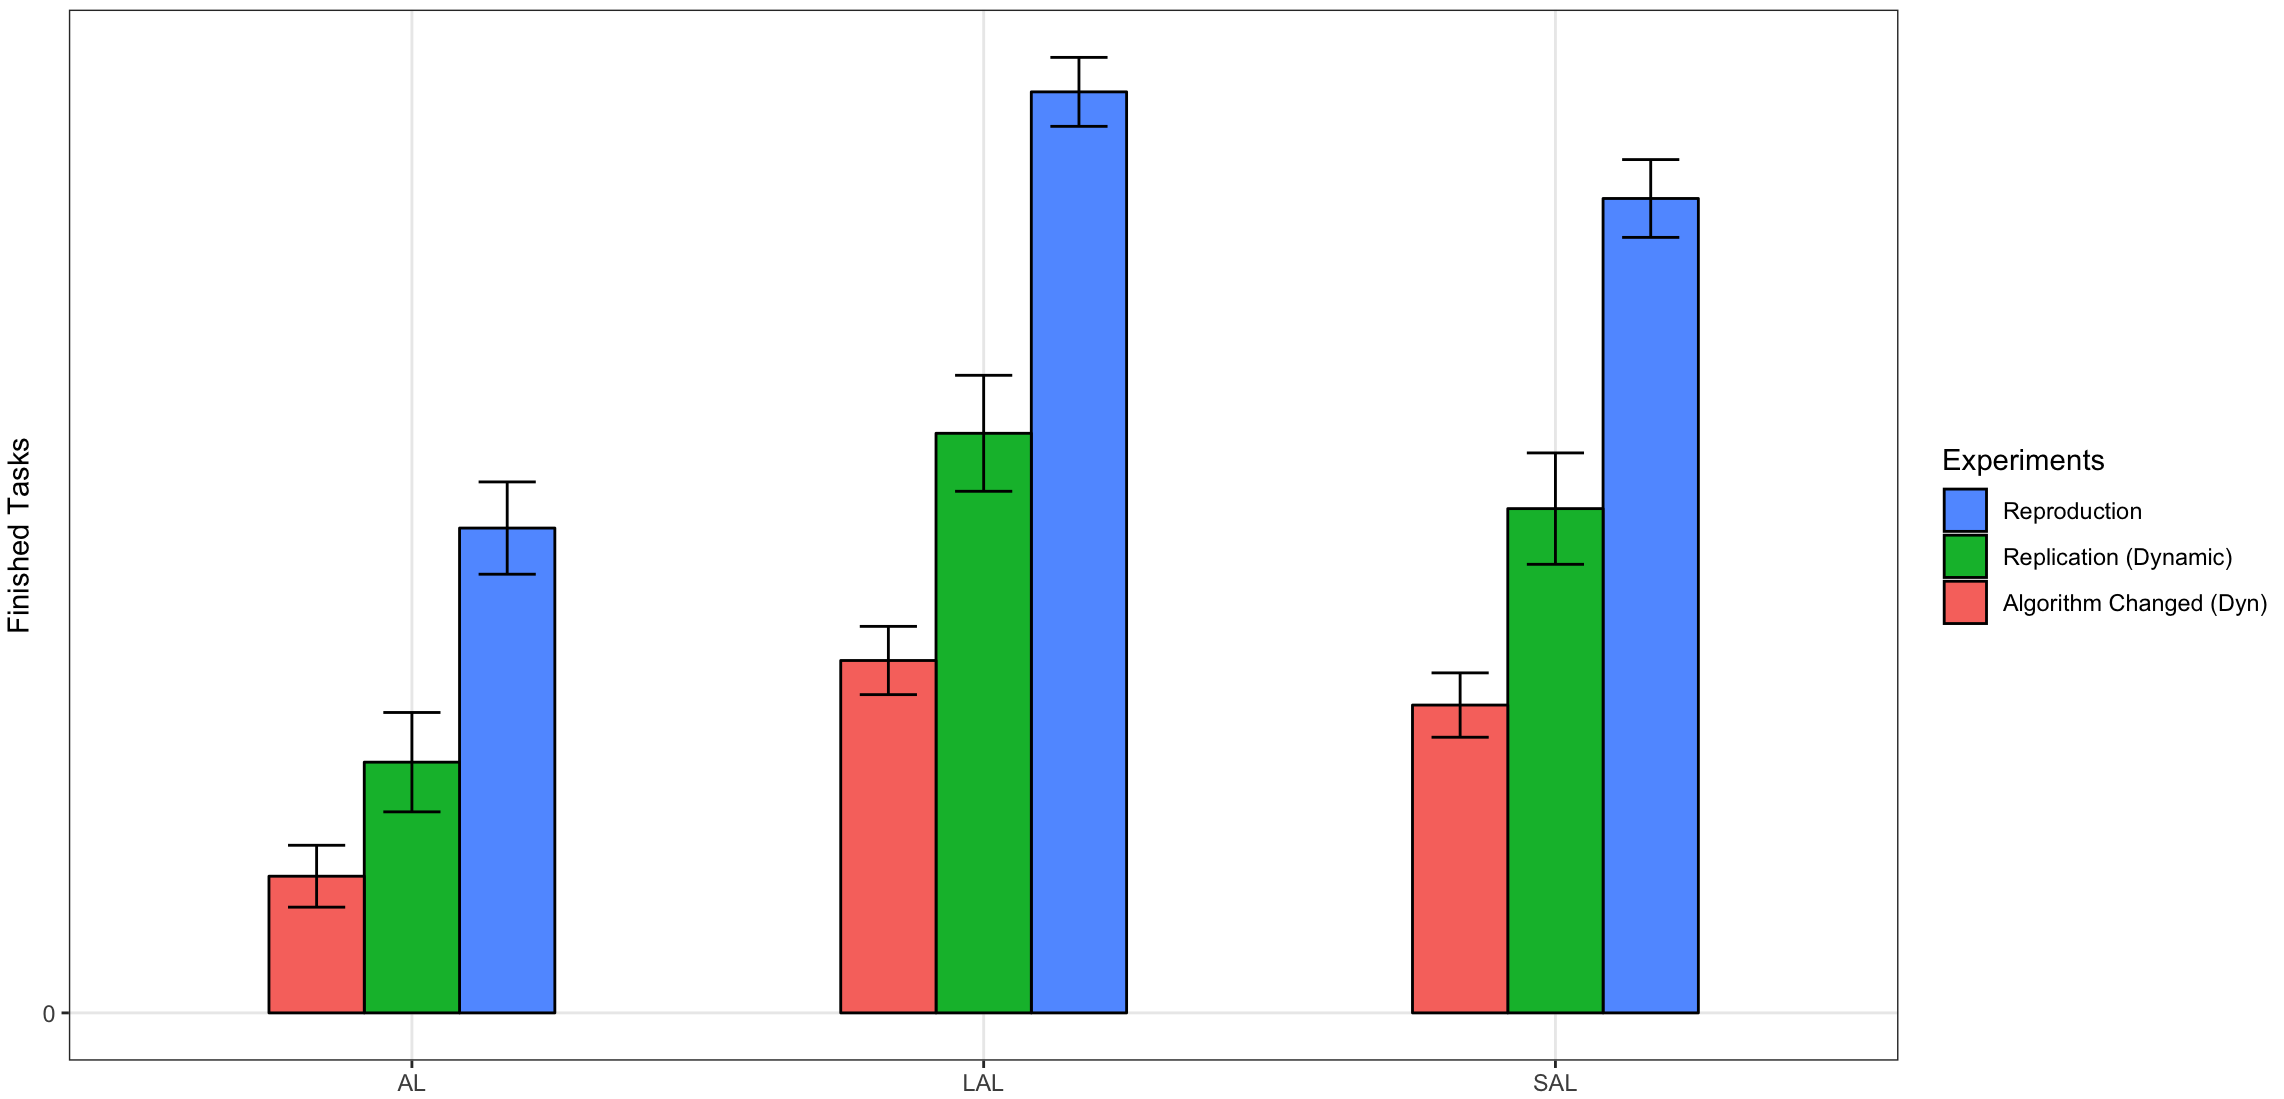 Finished Tasks
0
AL
LAL
SAL
Experiments
Reproduction
Replication (Dynamic)
Algorithm Changed (Dyn)